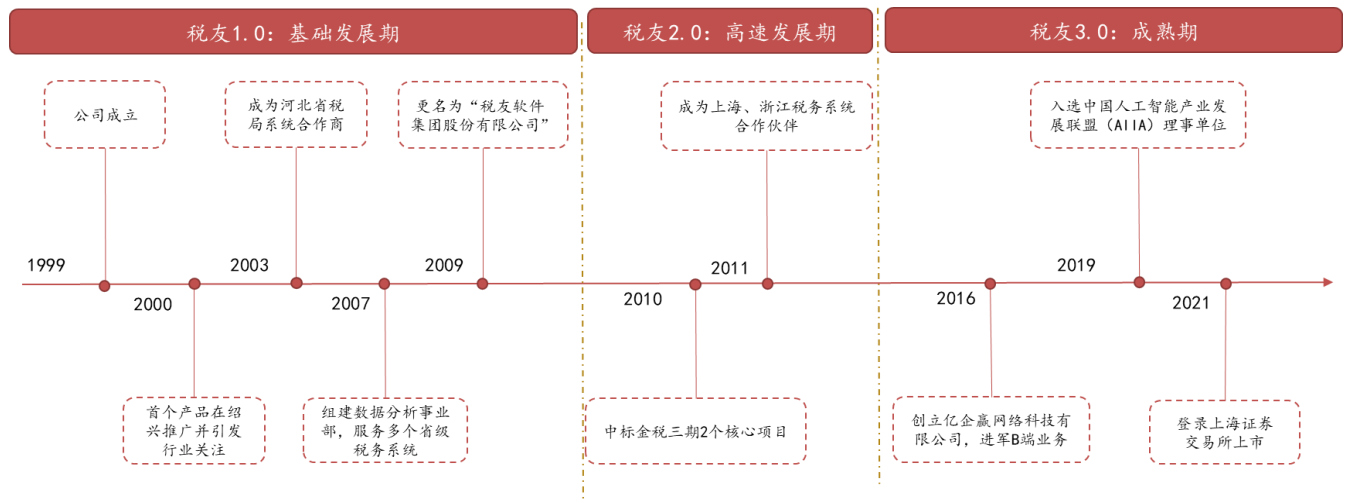 税友1.0：基础发展期
税友2.0：高速发展期
税友3.0：成熟期
公司成立
成为河北省税
局系统合作商
更名为“税友软件
集团股份有限公司”
成为上海、浙江税务系统
合作伙伴
入选中国人工智能产业发
展联盟（AIIA）理事单位
1999
2003
2009
2011
2019
2000
2007
2010
2016
2021
首个产品在绍
兴推广并引发
行业关注
组建数据分析事业
部，服务多个省级
税务系统
中标金税三期2个核心项目
创立亿企赢网络科技有
限公司，进军B端业务
登录上海证券
交易所上市